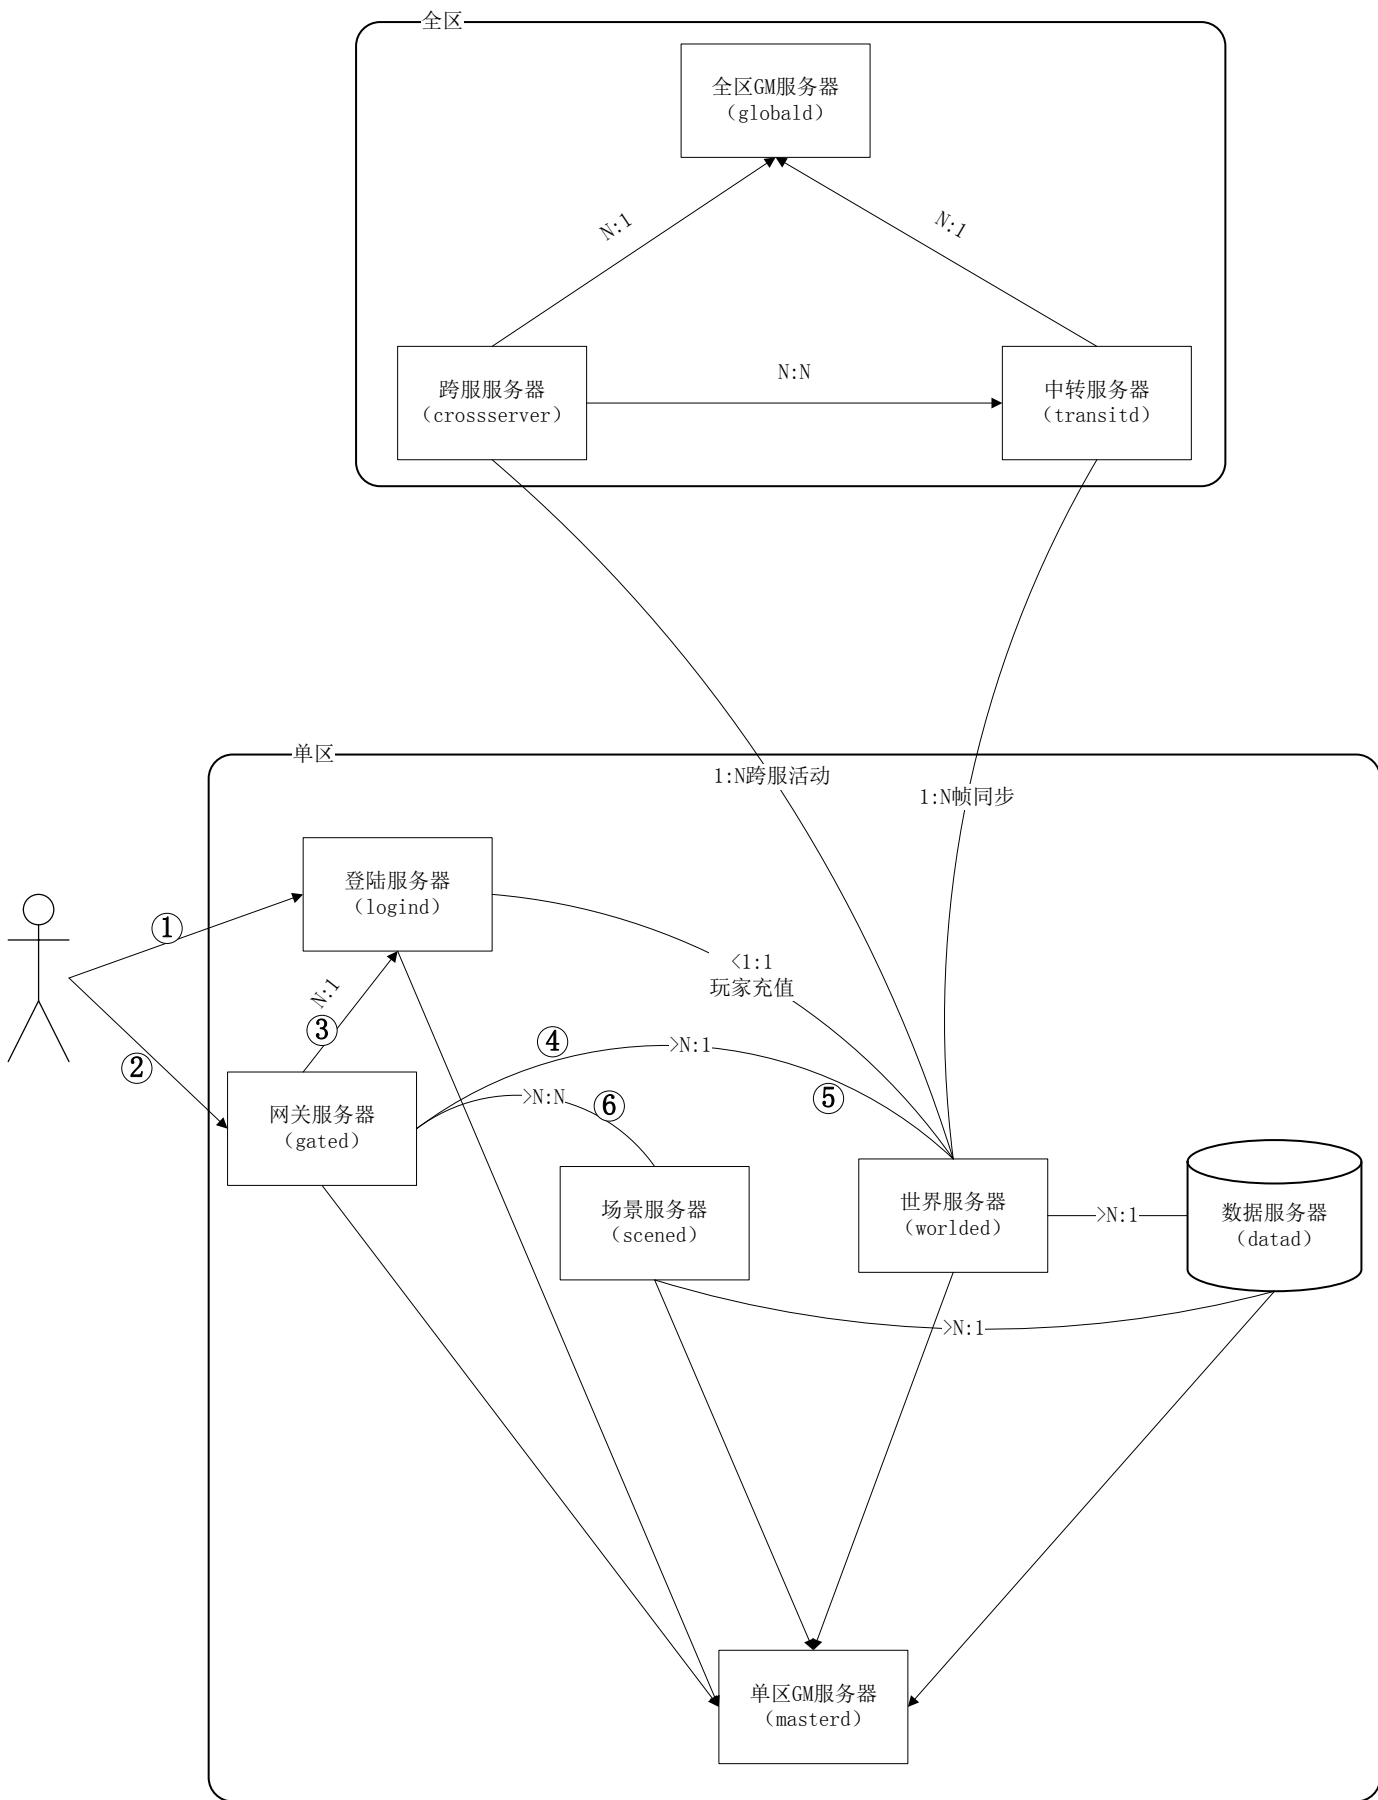 全区
全区GM服务器
（globald）
N:1
N:1
跨服服务器
（crossserver）
N:N
中转服务器
（transitd）
单区
1:N跨服活动
1:N帧同步
登陆服务器
（logind）
①
<1:1
玩家充值
N:1
③
②
④
>N:1
⑤
>N:N
⑥
网关服务器
（gated）
场景服务器
（scened）
世界服务器
（worlded）
>N:1
数据服务器
（datad）
>N:1
单区GM服务器
（masterd）